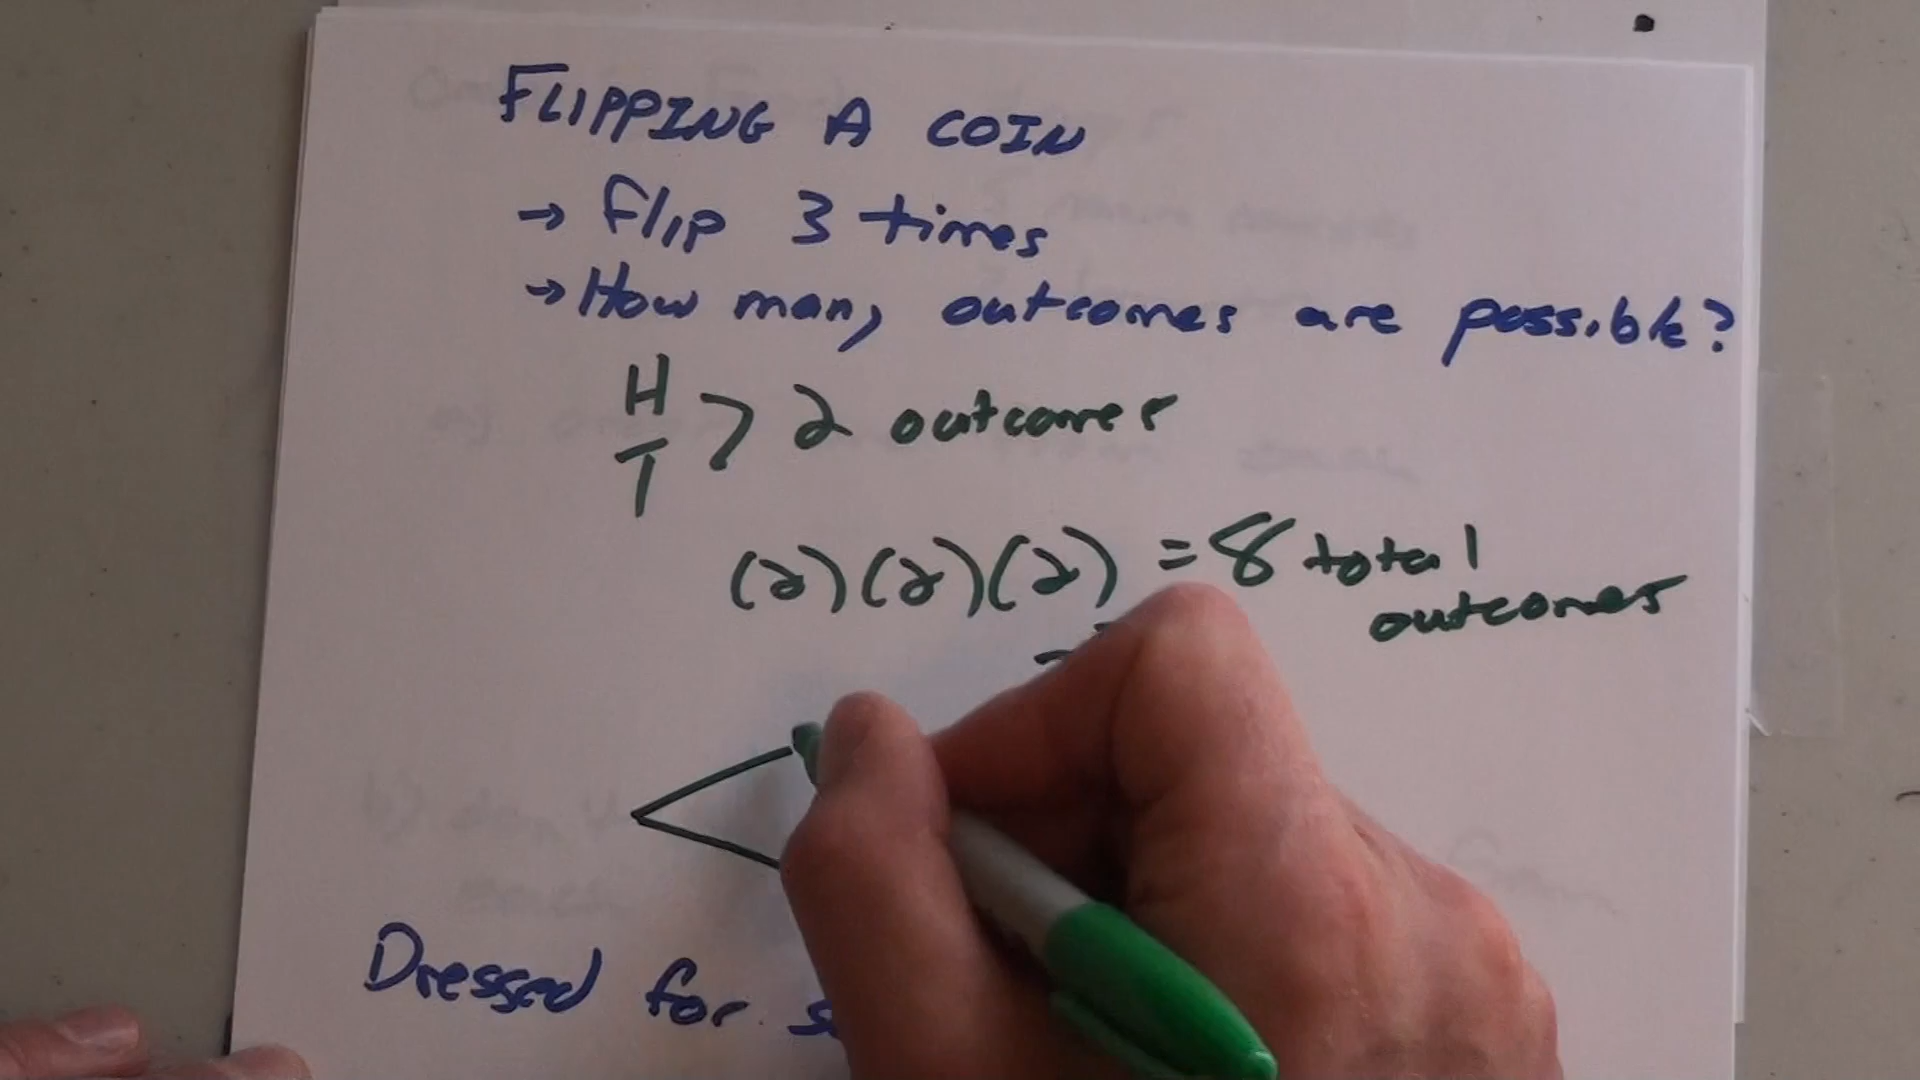 FLIPPING A COIN
→ Flip 3 times
→ How many outcomes are possible?
H
T > 2 outcomes
(2)(2)(2) = 8 total
outcomes
Dressed for